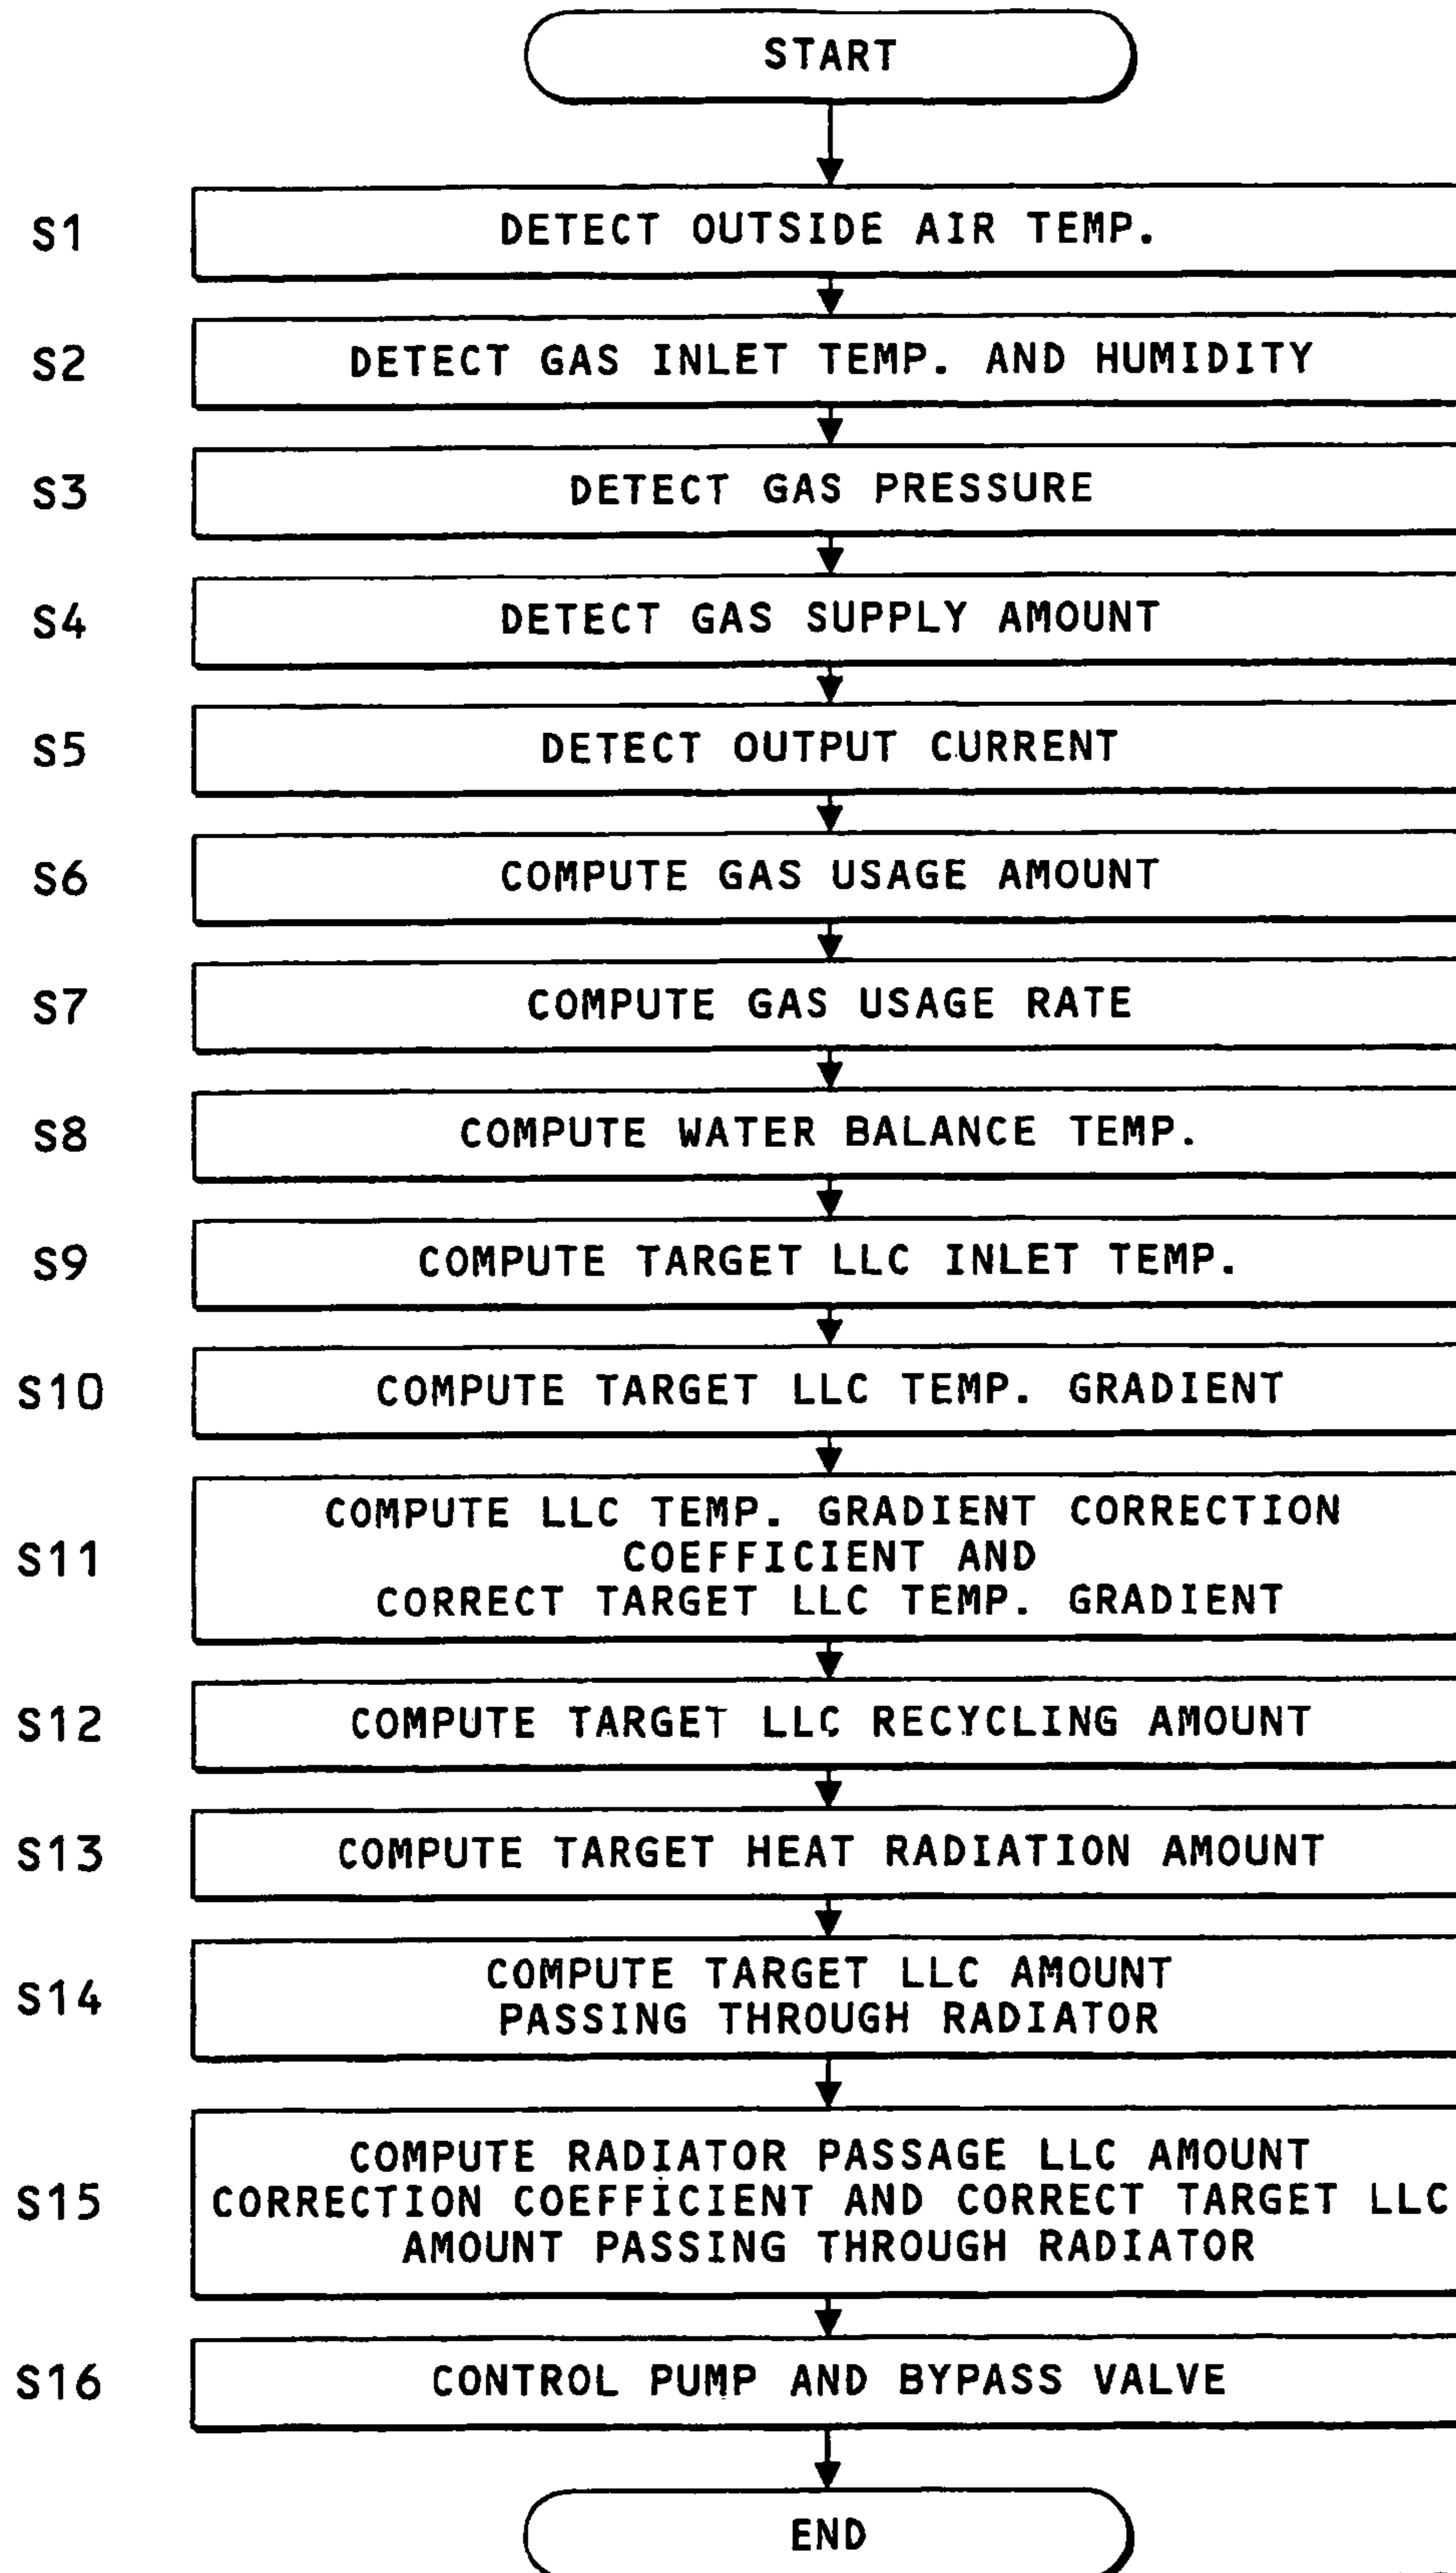 START
S1 DETECT OUTSIDE AIR TEMP.
S2 DETECT GAS INLET TEMP. AND HUMIDITY
S3 DETECT GAS PRESSURE
S4 DETECT GAS SUPPLY AMOUNT
S5 DETECT OUTPUT CURRENT
S6 COMPUTE GAS USAGE AMOUNT
S7 COMPUTE GAS USAGE RATE
S8 COMPUTE WATER BALANCE TEMP.
S9 COMPUTE TARGET LLC INLET TEMP.
S10 COMPUTE TARGET LLC TEMP. GRADIENT
COMPUTE LLC TEMP. GRADIENT CORRECTION
S11 COEFFICIENT AND
CORRECT TARGET LLC TEMP. GRADIENT
S12 COMPUTE TARGET LLC RECYCLING AMOUNT
S13 COMPUTE TARGET HEAT RADIATION AMOUNT
S14 COMPUTE TARGET LLC AMOUNT
PASSING THROUGH RADIATOR
COMPUTE RADIATOR PASSAGE LLC AMOUNT
S15 CORRECTION COEFFICIENT AND CORRECT TARGET LLC
AMOUNT PASSING THROUGH RADIATOR
S16 CONTROL PUMP AND BYPASS VALVE
END